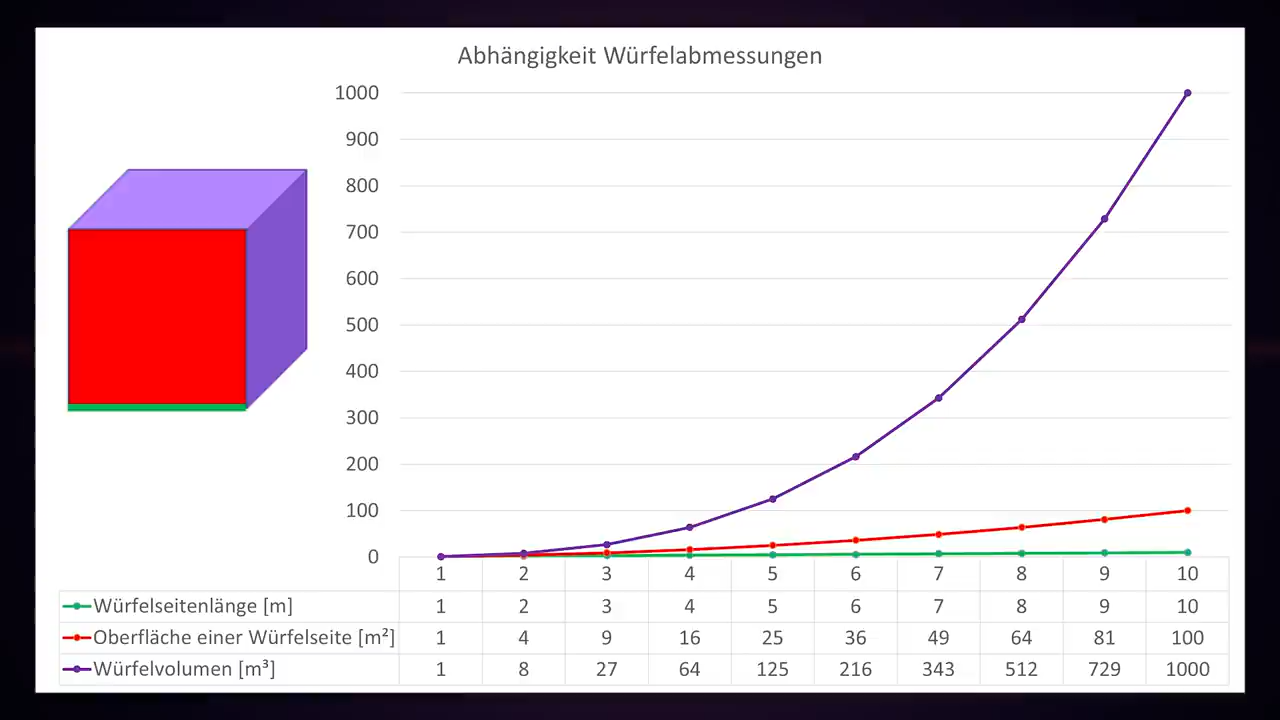 Abhängigkeit Würfelabmessungen
1000
900
800
700
600
500
400
300
200
100
0
1 2 3 4 5 6 7 8 9 10
Würfelseitenlänge [m] 1 2 3 4 5 6 7 8 9 10
Oberfläche einer Würfelseite [m²] 1 4 9 16 25 36 49 64 81 100
Würfelvolumen [m³] 1 8 27 64 125 216 343 512 729 1000